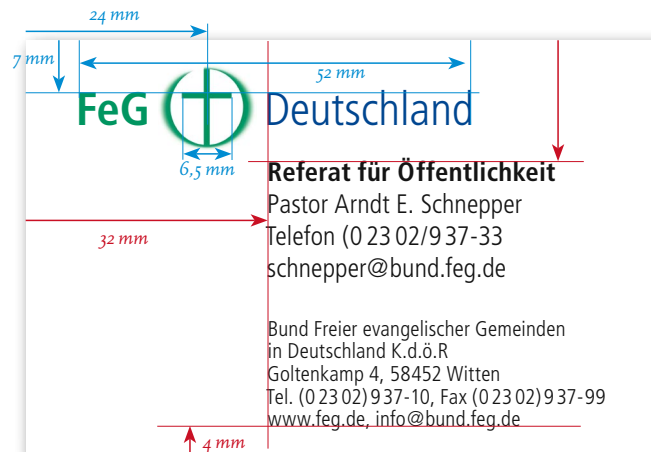 24 mm
7 mm
52 mm
FeG Deutschland
6,5 mm
Referat für Öffentlichkeit
Pastor Arndt E. Schnepper
Telefon (0 23 02/9 37-33
schnepper@bund.feg.de
32 mm
Bund Freier evangelischer Gemeinden
in Deutschland K.d.ö.R
Goltenkamp 4, 58452 Witten
Tel. (0 23 02) 9 37-10, Fax (0 23 02) 9 37-99
www.feg.de, info@bund.feg.de
4 mm